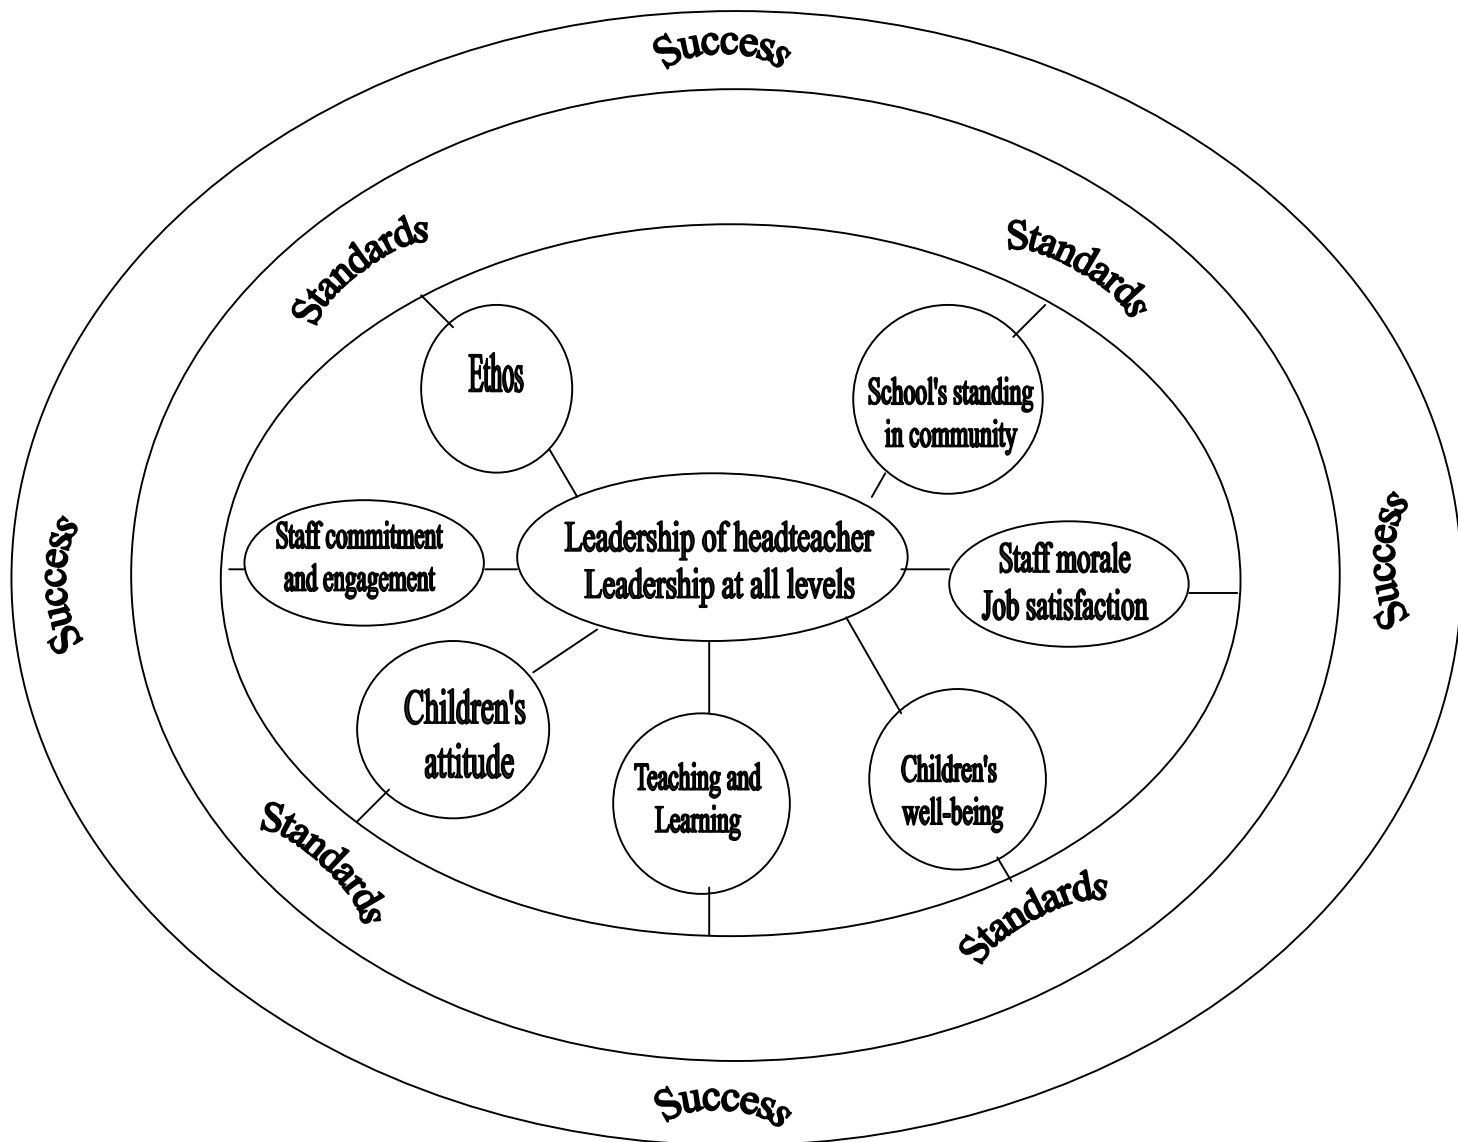 Success
Standards
Standards
Ethos
School's standing
in community
Success
Staff commitment
and engagement
Leadership of headteacher
Leadership at all levels
Staff morale
Job satisfaction
Success
Children's
attitude
Teaching and
Learning
Children's
well-being
Standards
Standards
Success